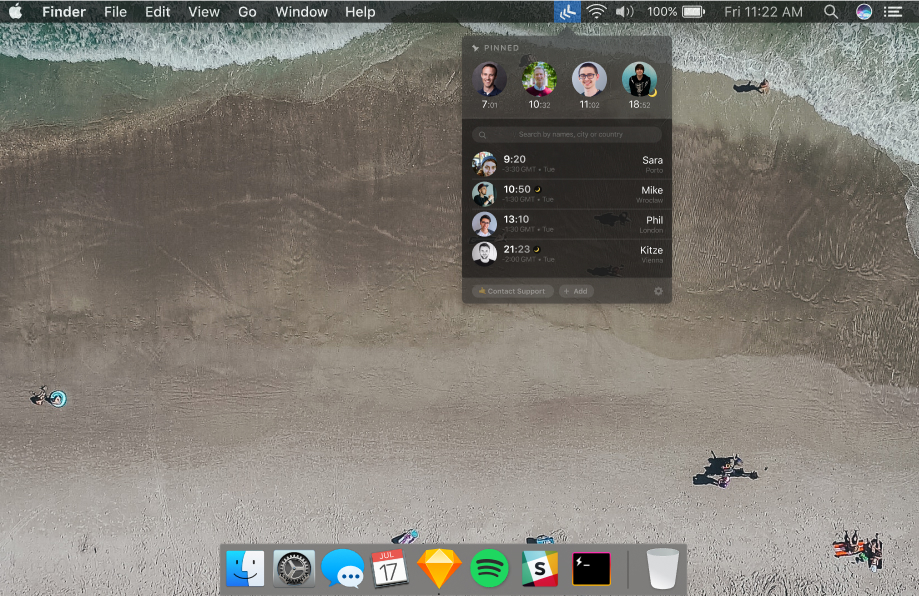 Finder File Edit View Go Window Help 100% Fri 11:22 AM
PINNED
7:01 10:32 11:02 18:52
Search by names, city or country
9:20 Sara
-3:30 GMT • Tue Porto
10:50 Mike
-1:30 GMT • Tue Wrocław
13:10 Phil
-1:30 GMT • Tue London
21:23 Kitze
-2:00 GMT • Tue Vienna
Contact Support + Add
JUL
17
S